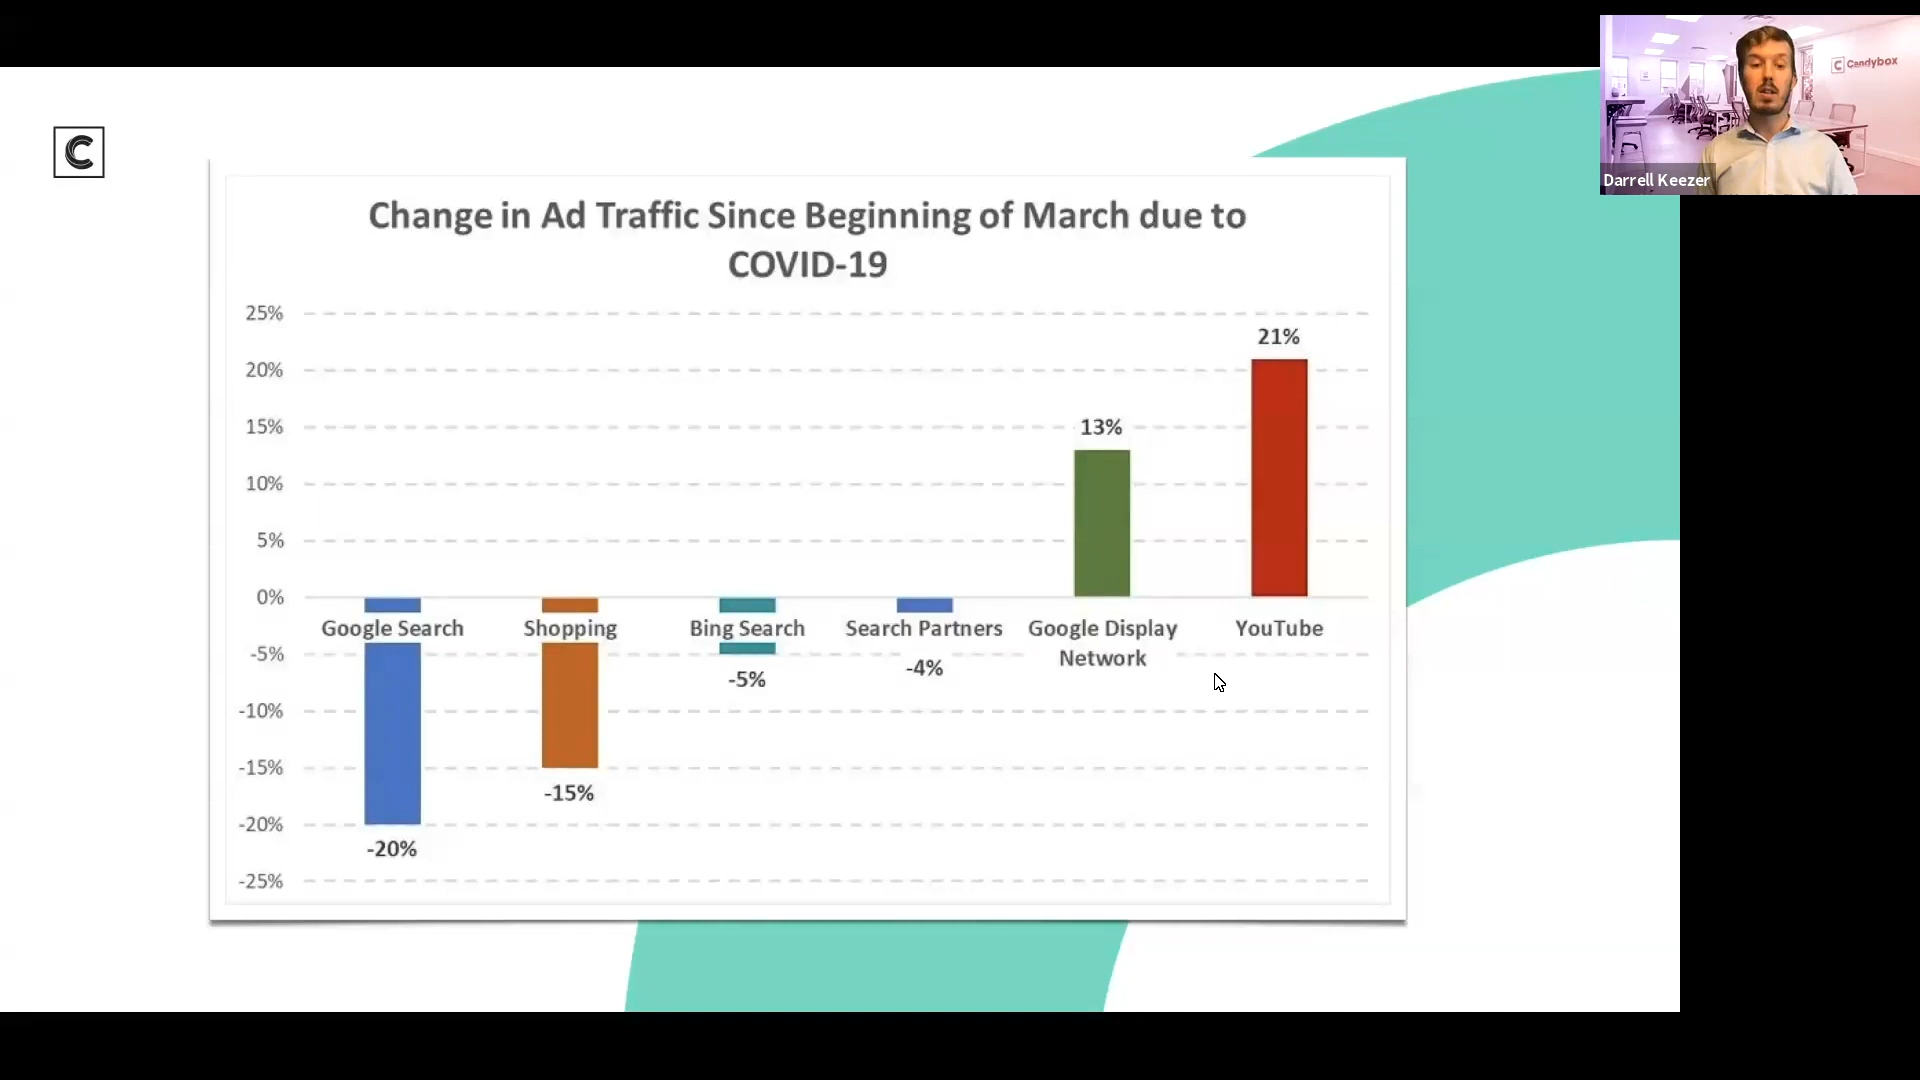 C Candybox
Darrell Keezer
C
Change in Ad Traffic Since Beginning of March due to
COVID-19
25%
20%
15%
10%
5%
0%
-5%
-10%
-15%
-20%
-25%
21%
13%
Google Search Shopping Bing Search Search Partners Google Display YouTube
Network
-4%
-5%
-15%
-20%